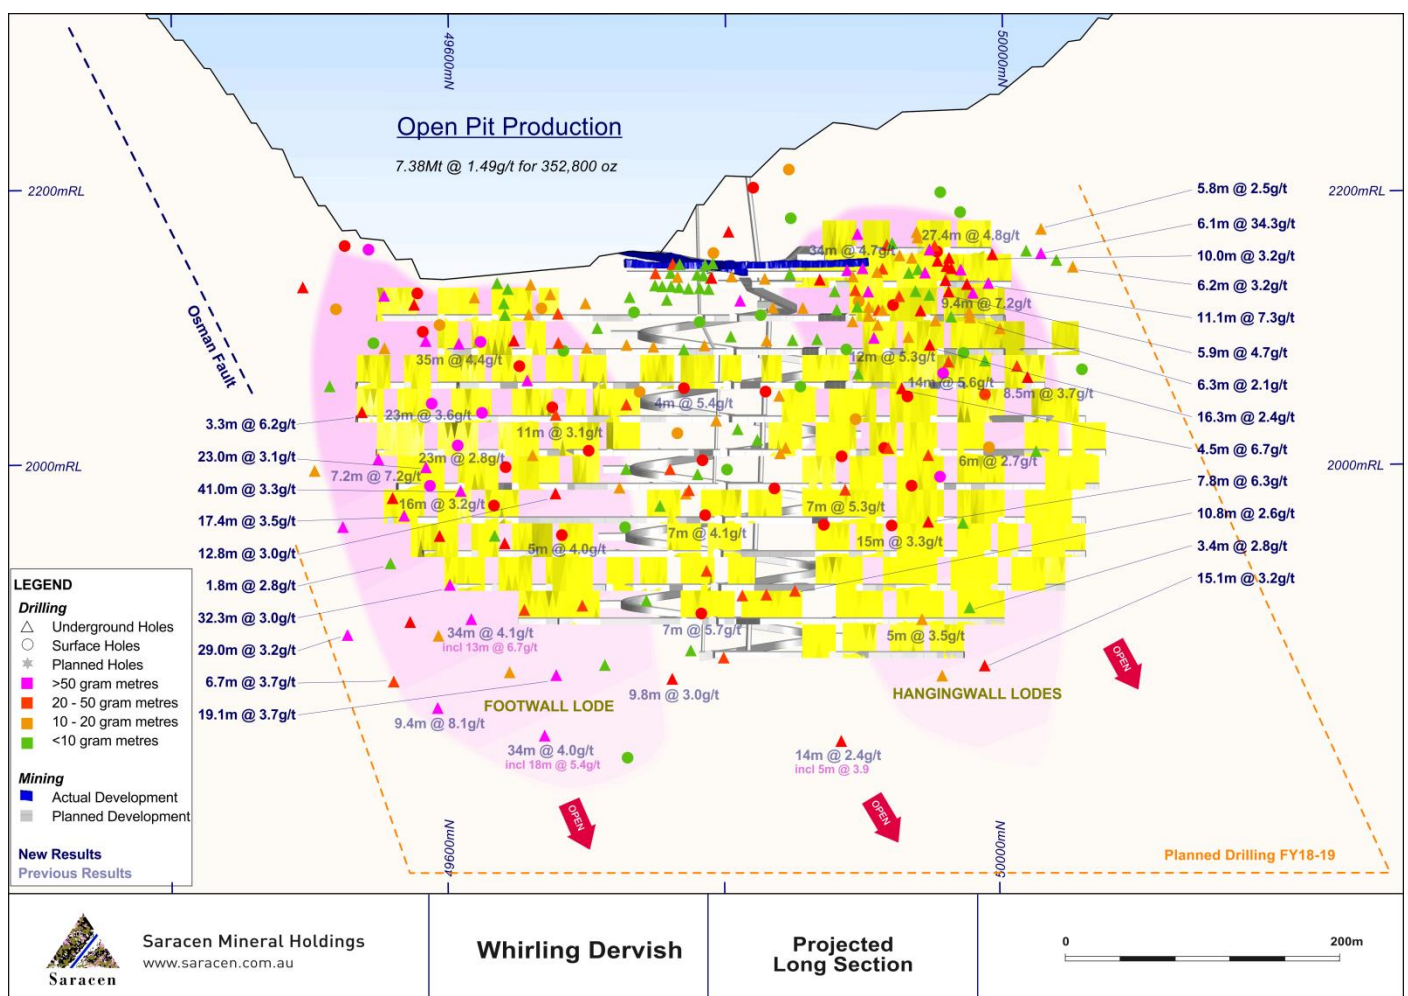 49600mN
50000mN
Open Pit Production
7.38Mt @ 1.49g/t for 352,800 oz
2200mRL
2200mRL
Osman Fault
2000mRL
2000mRL
5.8m @ 2.5g/t
6.1m @ 34.3g/t
10.0m @ 3.2g/t
6.2m @ 3.2g/t
11.1m @ 7.3g/t
5.9m @ 4.7g/t
6.3m @ 2.1g/t
16.3m @ 2.4g/t
4.5m @ 6.7g/t
7.8m @ 6.3g/t
10.8m @ 2.6g/t
3.4m @ 2.8g/t
15.1m @ 3.2g/t
27.4m @ 4.8g/t
34m @ 4.7g/t
9.4m @ 7.2g/t
12m @ 5.3g/t
35m @ 4.4g/t
14m @ 5.6g/t
8.5m @ 3.7g/t
4m @ 5.4g/t
23m @ 3.6g/t
11m @ 3.1g/t
23m @ 2.8g/t
6m @ 2.7g/t
7.2m @ 7.2g/t
16m @ 3.2g/t
7m @ 5.3g/t
7m @ 4.1g/t
15m @ 3.3g/t
5m @ 4.0g/t
34m @ 4.1g/t
incl 13m @ 6.7g/t
7m @ 5.7g/t
5m @ 3.5g/t
3.3m @ 6.2g/t
23.0m @ 3.1g/t
41.0m @ 3.3g/t
17.4m @ 3.5g/t
12.8m @ 3.0g/t
1.8m @ 2.8g/t
32.3m @ 3.0g/t
29.0m @ 3.2g/t
6.7m @ 3.7g/t
19.1m @ 3.7g/t
9.8m @ 3.0g/t
FOOTWALL LODE
HANGINGWALL LODES
9.4m @ 8.1g/t
34m @ 4.0g/t
incl 18m @ 5.4g/t
14m @ 2.4g/t
incl 5m @ 3.9
OPEN
OPEN
OPEN
LEGEND
Drilling
Underground Holes
Surface Holes
Planned Holes
>50 gram metres
20 - 50 gram metres
10 - 20 gram metres
<10 gram metres
Mining
Actual Development
Planned Development
New Results
Previous Results
49600mN
50000mN
Planned Drilling FY18-19
Saracen
Saracen Mineral Holdings
www.saracen.com.au
Whirling Dervish
Projected
Long Section
0
200m